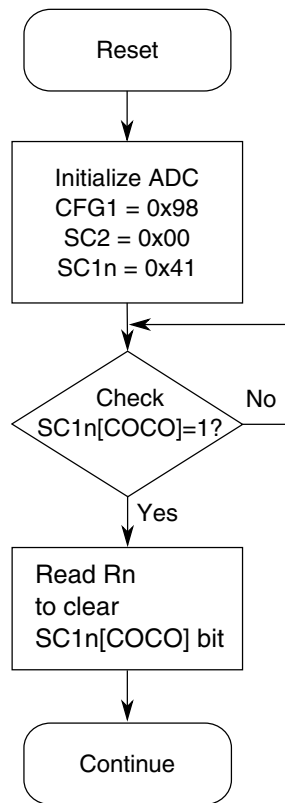 Reset
Initialize ADC
CFG1 = 0x98
SC2 = 0x00
SC1n = 0x41
Check
SC1n[COCO]=1?
No
Yes
Read Rn
to clear
SC1n[COCO] bit
Continue